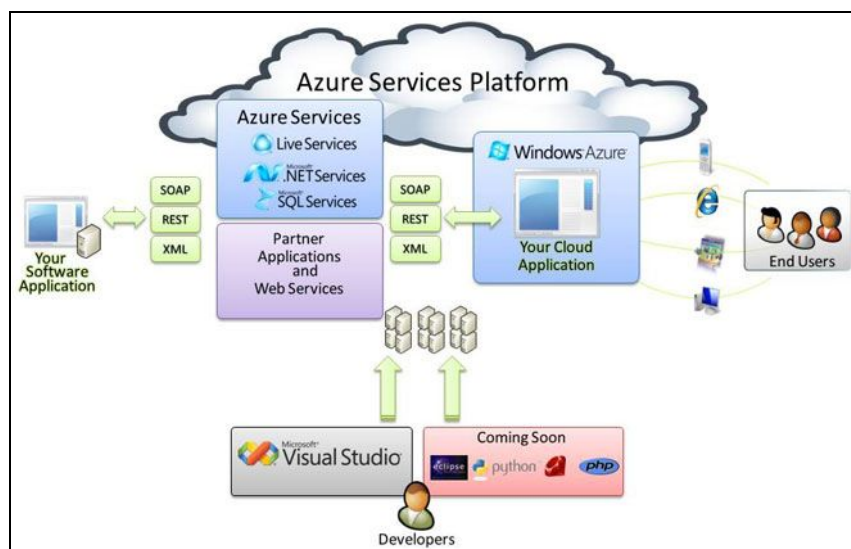 Azure Services Platform
Azure Services
Live Services
Microsoft
.NET Services
Microsoft
SQL Services
Partner
Applications
and
Web Services
SOAP
REST
XML
Your
Software
Application
SOAP
REST
XML
Windows Azure
Your Cloud
Application
End Users
Microsoft
Visual Studio
Coming Soon
eclipse
python
php
Developers